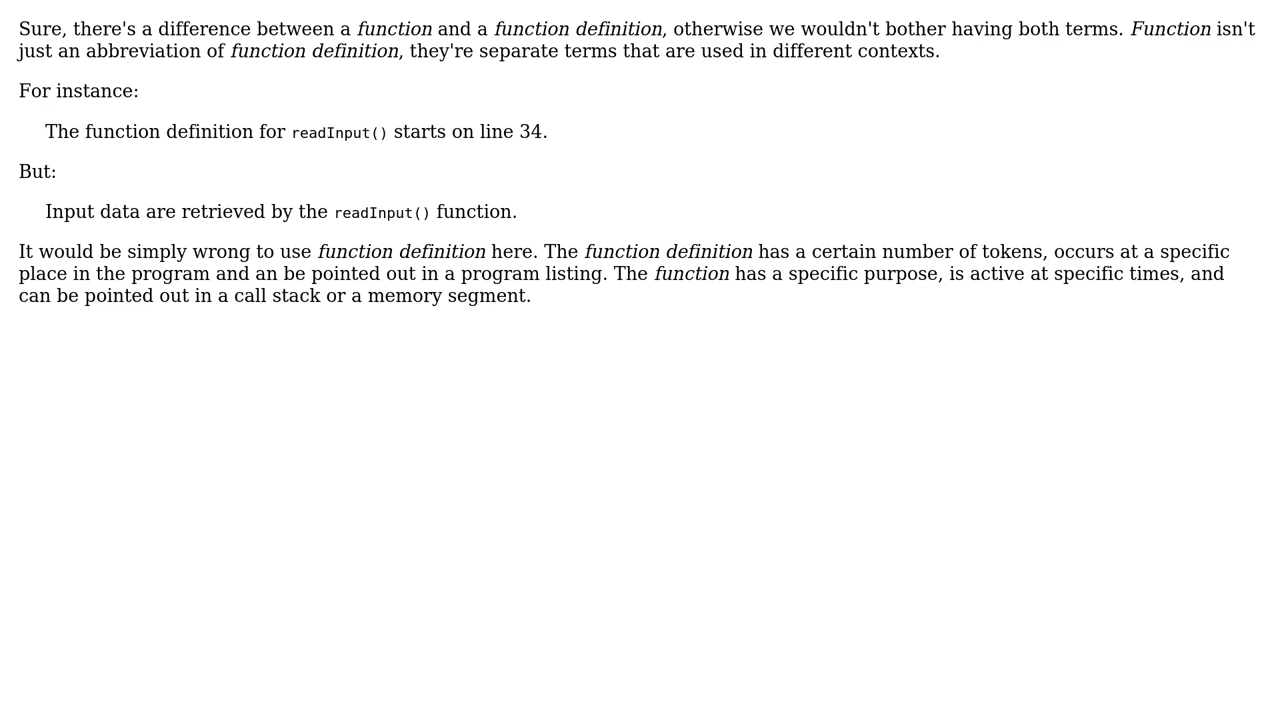 Sure, there's a difference between a function and a function definition, otherwise we wouldn't bother having both terms. Function isn't
just an abbreviation of function definition, they're separate terms that are used in different contexts.
For instance:
The function definition for readInput() starts on line 34.
But:
Input data are retrieved by the readInput() function.
It would be simply wrong to use function definition here. The function definition has a certain number of tokens, occurs at a specific
place in the program and an be pointed out in a program listing. The function has a specific purpose, is active at specific times, and
can be pointed out in a call stack or a memory segment.